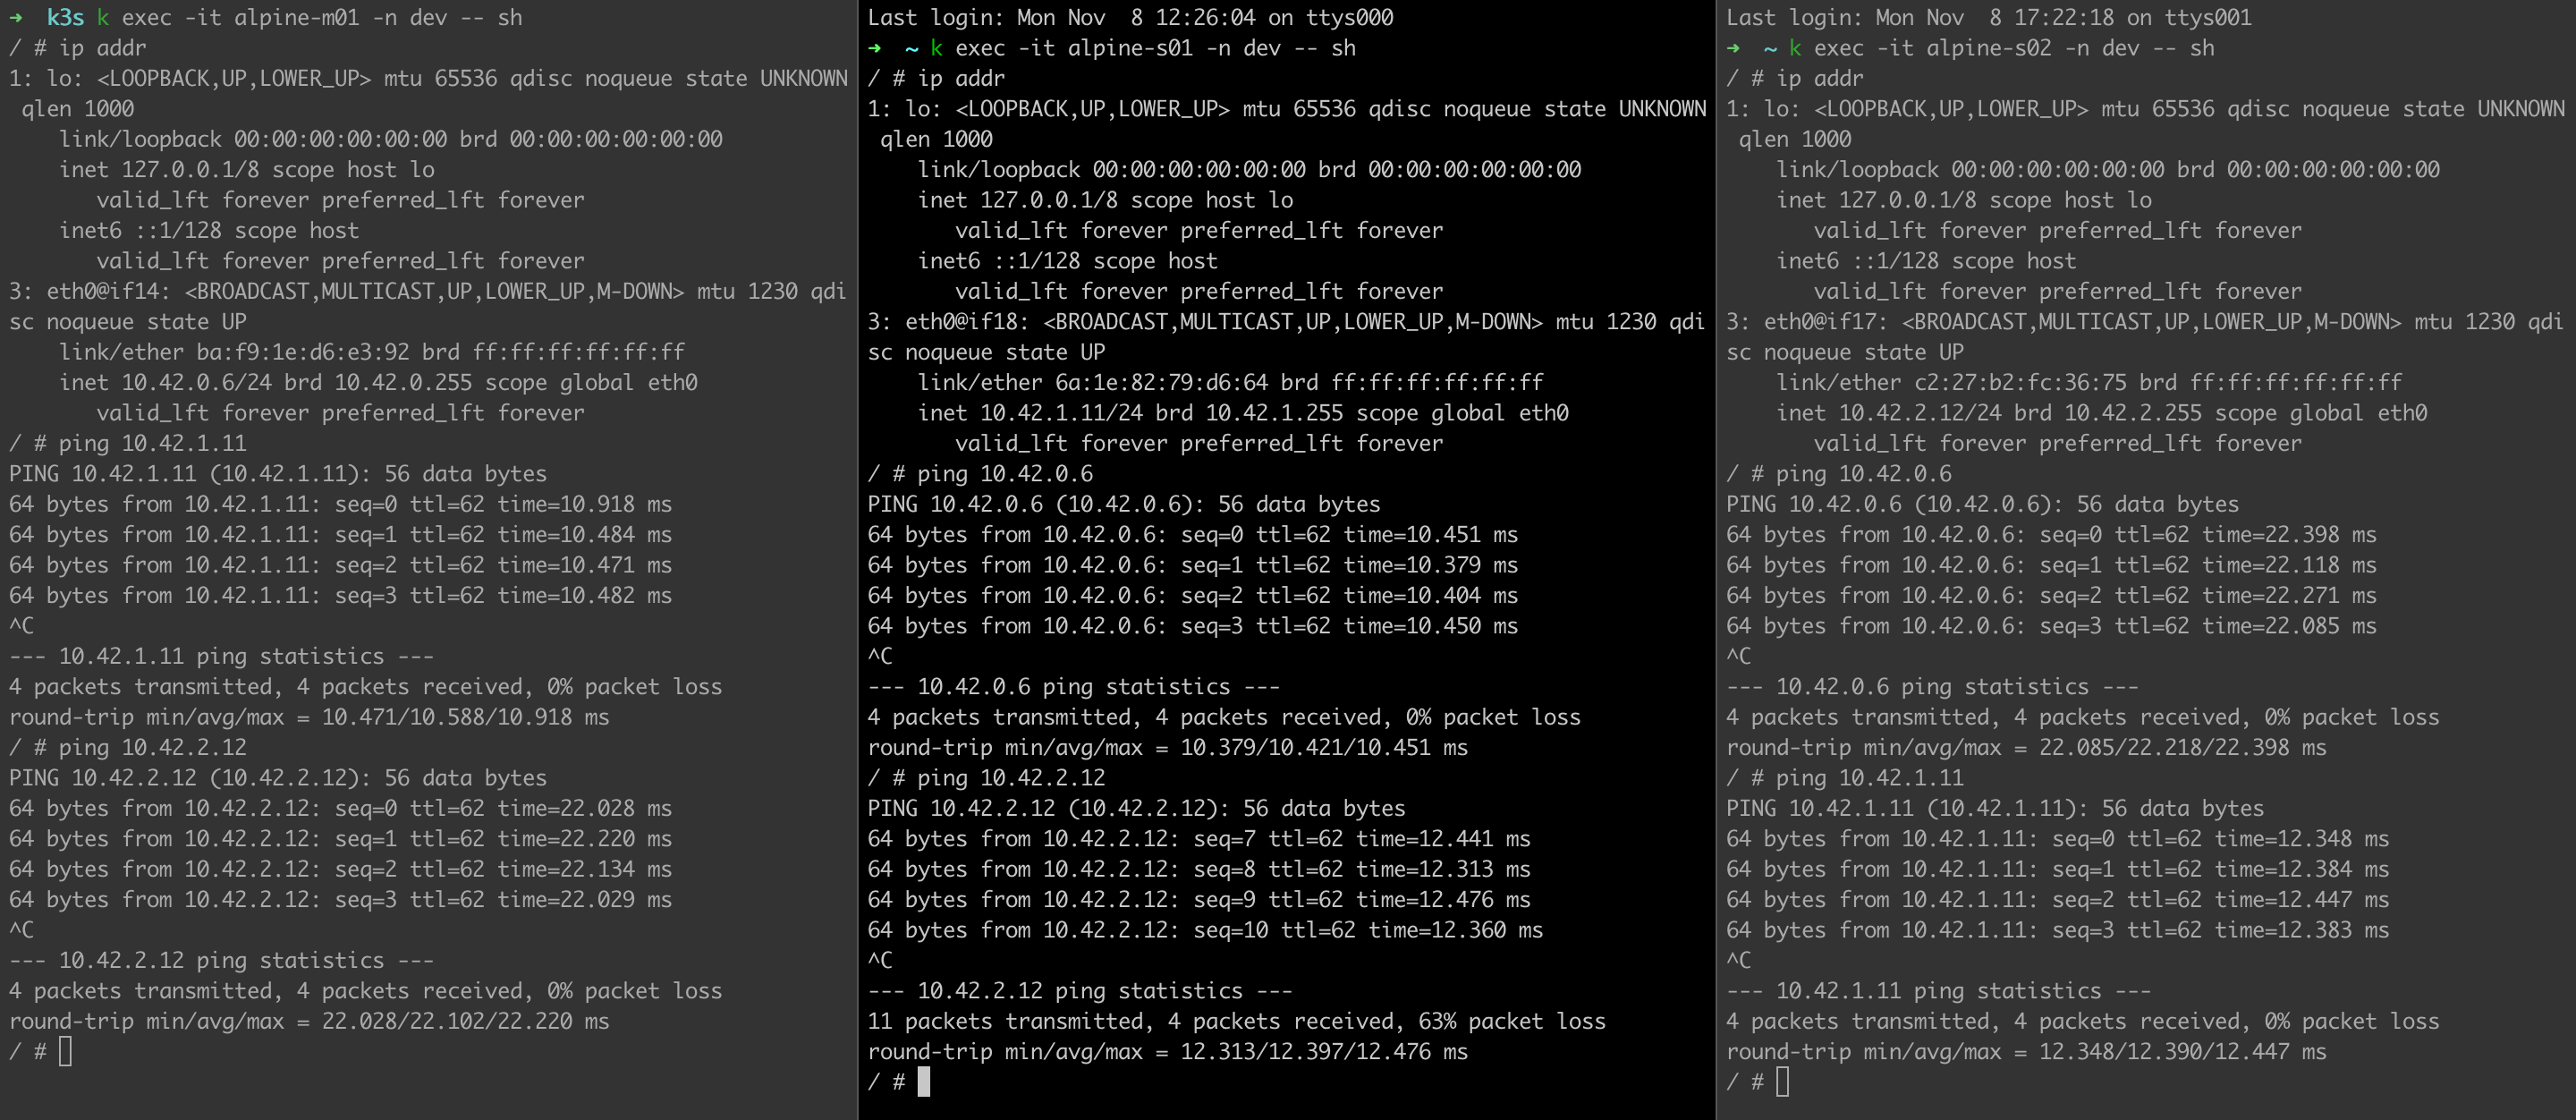 ➜  k3s k exec -it alpine-m01 -n dev -- sh
/ # ip addr
1: lo: <LOOPBACK,UP,LOWER_UP> mtu 65536 qdisc noqueue state UNKNOWN
 qlen 1000
    link/loopback 00:00:00:00:00:00 brd 00:00:00:00:00:00
    inet 127.0.0.1/8 scope host lo
       valid_lft forever preferred_lft forever
    inet6 ::1/128 scope host
       valid_lft forever preferred_lft forever
3: eth0@if14: <BROADCAST,MULTICAST,UP,LOWER_UP,M-DOWN> mtu 1230 qdi
sc noqueue state UP
    link/ether ba:f9:1e:d6:e3:92 brd ff:ff:ff:ff:ff:ff
    inet 10.42.0.6/24 brd 10.42.0.255 scope global eth0
       valid_lft forever preferred_lft forever
/ # ping 10.42.1.11
PING 10.42.1.11 (10.42.1.11): 56 data bytes
64 bytes from 10.42.1.11: seq=0 ttl=62 time=10.918 ms
64 bytes from 10.42.1.11: seq=1 ttl=62 time=10.484 ms
64 bytes from 10.42.1.11: seq=2 ttl=62 time=10.471 ms
64 bytes from 10.42.1.11: seq=3 ttl=62 time=10.482 ms
^C
--- 10.42.1.11 ping statistics ---
4 packets transmitted, 4 packets received, 0% packet loss
round-trip min/avg/max = 10.471/10.588/10.918 ms
/ # ping 10.42.2.12
PING 10.42.2.12 (10.42.2.12): 56 data bytes
64 bytes from 10.42.2.12: seq=0 ttl=62 time=22.028 ms
64 bytes from 10.42.2.12: seq=1 ttl=62 time=22.220 ms
64 bytes from 10.42.2.12: seq=2 ttl=62 time=22.134 ms
64 bytes from 10.42.2.12: seq=3 ttl=62 time=22.029 ms
^C
--- 10.42.2.12 ping statistics ---
4 packets transmitted, 4 packets received, 0% packet loss
round-trip min/avg/max = 22.028/22.102/22.220 ms
/ #
Last login: Mon Nov  8 12:26:04 on ttys000
➜  ~ k exec -it alpine-s01 -n dev -- sh
/ # ip addr
1: lo: <LOOPBACK,UP,LOWER_UP> mtu 65536 qdisc noqueue state UNKNOWN
 qlen 1000
    link/loopback 00:00:00:00:00:00 brd 00:00:00:00:00:00
    inet 127.0.0.1/8 scope host lo
       valid_lft forever preferred_lft forever
    inet6 ::1/128 scope host
       valid_lft forever preferred_lft forever
3: eth0@if18: <BROADCAST,MULTICAST,UP,LOWER_UP,M-DOWN> mtu 1230 qdi
sc noqueue state UP
    link/ether 6a:1e:82:79:d6:64 brd ff:ff:ff:ff:ff:ff
    inet 10.42.1.11/24 brd 10.42.1.255 scope global eth0
       valid_lft forever preferred_lft forever
/ # ping 10.42.0.6
PING 10.42.0.6 (10.42.0.6): 56 data bytes
64 bytes from 10.42.0.6: seq=0 ttl=62 time=10.451 ms
64 bytes from 10.42.0.6: seq=1 ttl=62 time=10.379 ms
64 bytes from 10.42.0.6: seq=2 ttl=62 time=10.404 ms
64 bytes from 10.42.0.6: seq=3 ttl=62 time=10.450 ms
^C
--- 10.42.0.6 ping statistics ---
4 packets transmitted, 4 packets received, 0% packet loss
round-trip min/avg/max = 10.379/10.421/10.451 ms
/ # ping 10.42.2.12
PING 10.42.2.12 (10.42.2.12): 56 data bytes
64 bytes from 10.42.2.12: seq=7 ttl=62 time=12.441 ms
64 bytes from 10.42.2.12: seq=8 ttl=62 time=12.313 ms
64 bytes from 10.42.2.12: seq=9 ttl=62 time=12.476 ms
64 bytes from 10.42.2.12: seq=10 ttl=62 time=12.360 ms
^C
--- 10.42.2.12 ping statistics ---
11 packets transmitted, 4 packets received, 63% packet loss
round-trip min/avg/max = 12.313/12.397/12.476 ms
/ #
Last login: Mon Nov  8 17:22:18 on ttys001
➜  ~ k exec -it alpine-s02 -n dev -- sh
/ # ip addr
1: lo: <LOOPBACK,UP,LOWER_UP> mtu 65536 qdisc noqueue state UNKNOWN
 qlen 1000
    link/loopback 00:00:00:00:00:00 brd 00:00:00:00:00:00
    inet 127.0.0.1/8 scope host lo
       valid_lft forever preferred_lft forever
    inet6 ::1/128 scope host
       valid_lft forever preferred_lft forever
3: eth0@if17: <BROADCAST,MULTICAST,UP,LOWER_UP,M-DOWN> mtu 1230 qdi
sc noqueue state UP
    link/ether c2:27:b2:fc:36:75 brd ff:ff:ff:ff:ff:ff
    inet 10.42.2.12/24 brd 10.42.2.255 scope global eth0
       valid_lft forever preferred_lft forever
/ # ping 10.42.0.6
PING 10.42.0.6 (10.42.0.6): 56 data bytes
64 bytes from 10.42.0.6: seq=0 ttl=62 time=22.398 ms
64 bytes from 10.42.0.6: seq=1 ttl=62 time=22.118 ms
64 bytes from 10.42.0.6: seq=2 ttl=62 time=22.271 ms
64 bytes from 10.42.0.6: seq=3 ttl=62 time=22.085 ms
^C
--- 10.42.0.6 ping statistics ---
4 packets transmitted, 4 packets received, 0% packet loss
round-trip min/avg/max = 22.085/22.218/22.398 ms
/ # ping 10.42.1.11
PING 10.42.1.11 (10.42.1.11): 56 data bytes
64 bytes from 10.42.1.11: seq=0 ttl=62 time=12.348 ms
64 bytes from 10.42.1.11: seq=1 ttl=62 time=12.384 ms
64 bytes from 10.42.1.11: seq=2 ttl=62 time=12.447 ms
64 bytes from 10.42.1.11: seq=3 ttl=62 time=12.383 ms
^C
--- 10.42.1.11 ping statistics ---
4 packets transmitted, 4 packets received, 0% packet loss
round-trip min/avg/max = 12.348/12.390/12.447 ms
/ #